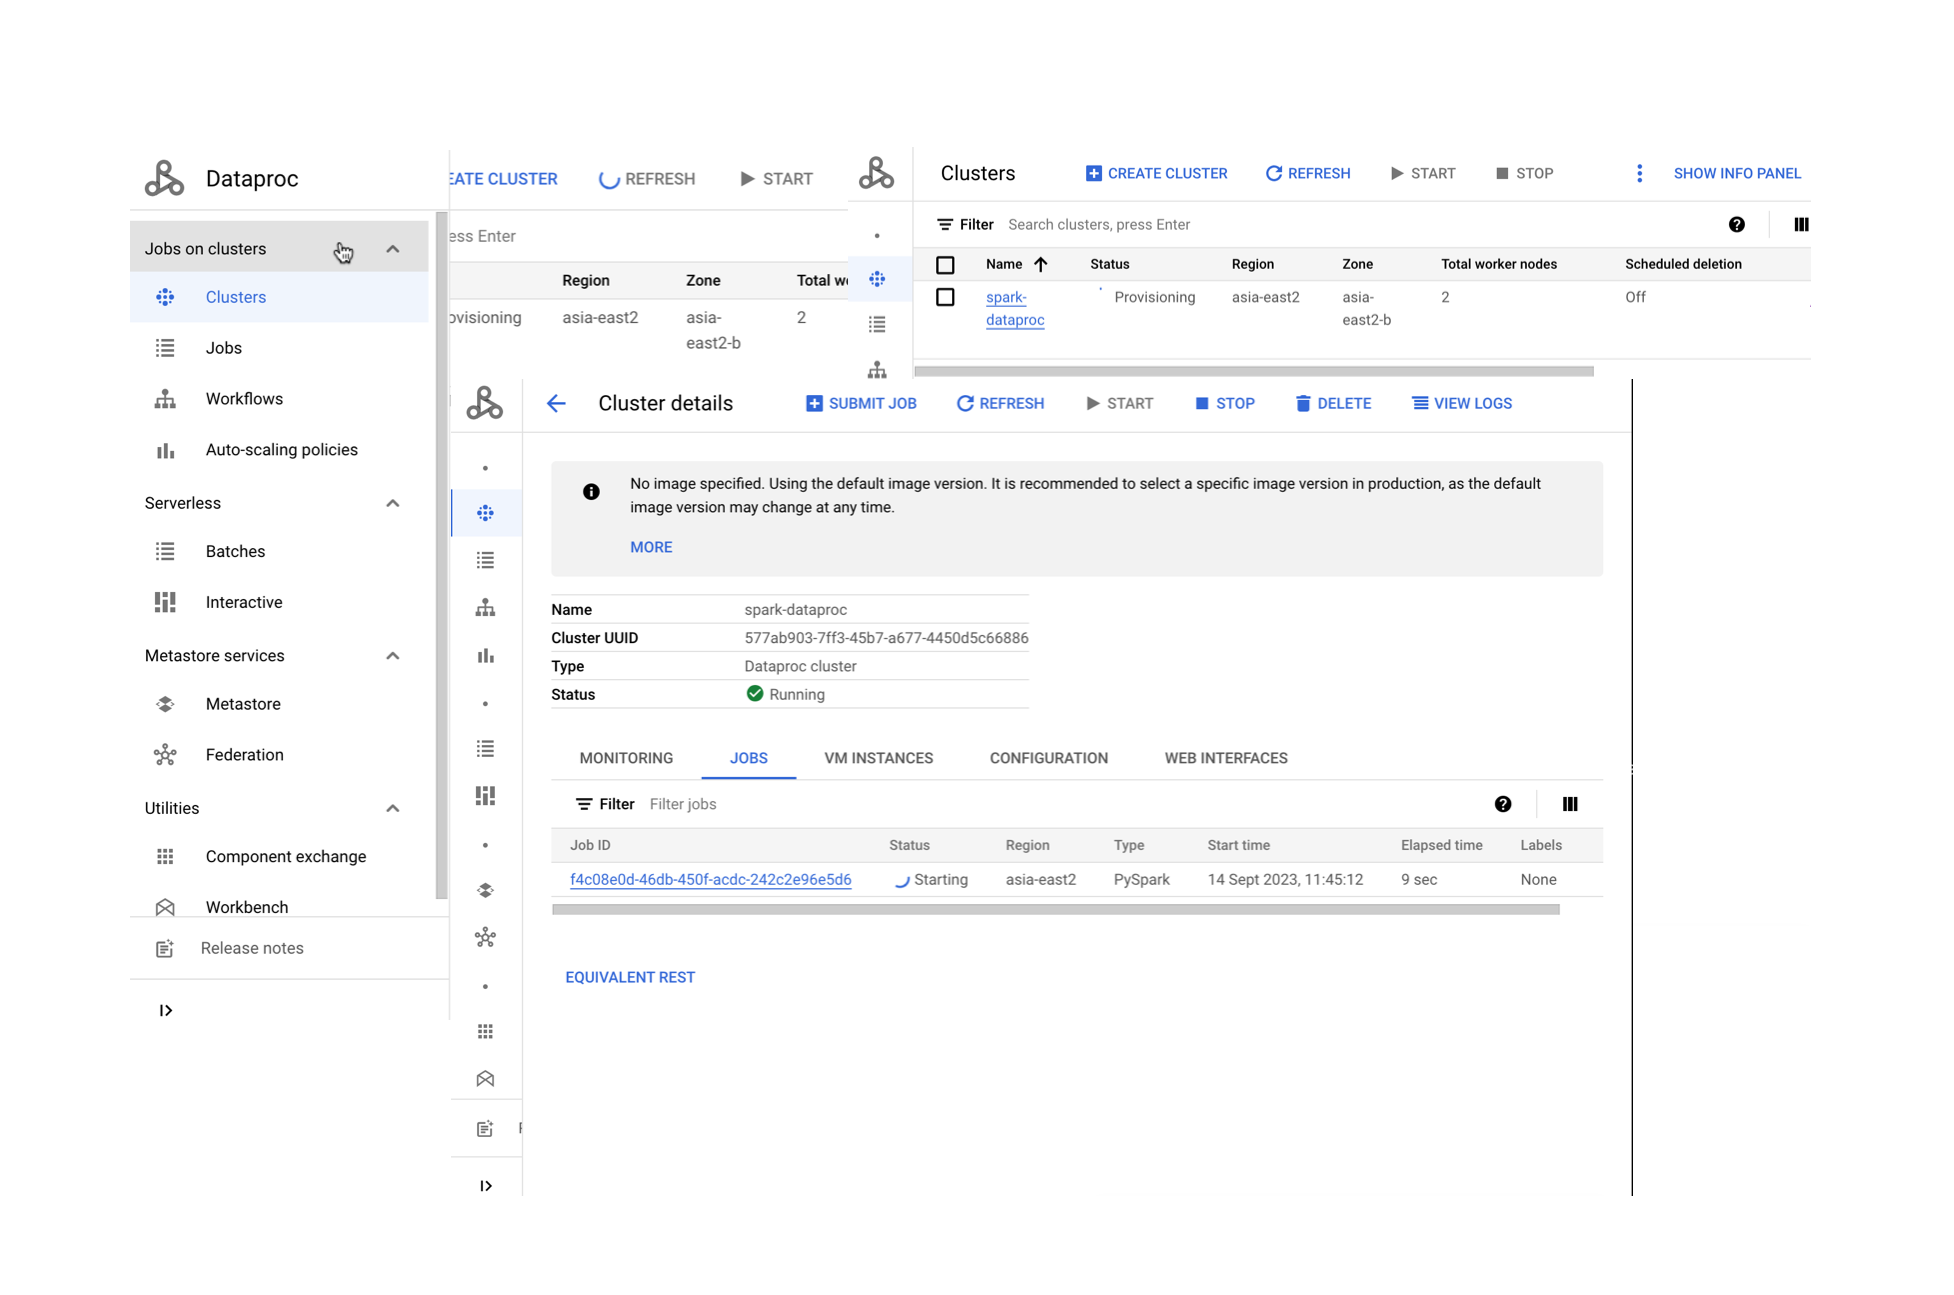 Dataproc
Jobs on clusters
Clusters
Jobs
Workflows
Auto-scaling policies
Serverless
Batches
Interactive
Metastore services
Metastore
Federation
Utilities
Component exchange
Workbench
Release notes
EATE CLUSTER REFRESH START
ess Enter
Region Zone Total w
ovisioning asia-east2 asia- 2
east2-b
Clusters CREATE CLUSTER REFRESH START STOP SHOW INFO PANEL
Filter Search clusters, press Enter
Name Status Region Zone Total worker nodes Scheduled deletion
spark- Provisioning asia-east2 asia- 2 Off
dataproc east2-b
Cluster details SUBMIT JOB REFRESH START STOP DELETE VIEW LOGS
No image specified. Using the default image version. It is recommended to select a specific image version in production, as the default
image version may change at any time.
MORE
Name spark-dataproc
Cluster UUID 577ab903-7ff3-45b7-a677-4450d5c66886
Type Dataproc cluster
Status Running
MONITORING JOBS VM INSTANCES CONFIGURATION WEB INTERFACES
Filter Filter jobs
Job ID Status Region Type Start time Elapsed time Labels
f4c08e0d-46db-450f-acdc-242c2e96e5d6 Starting asia-east2 PySpark 14 Sept 2023, 11:45:12 9 sec None
EQUIVALENT REST